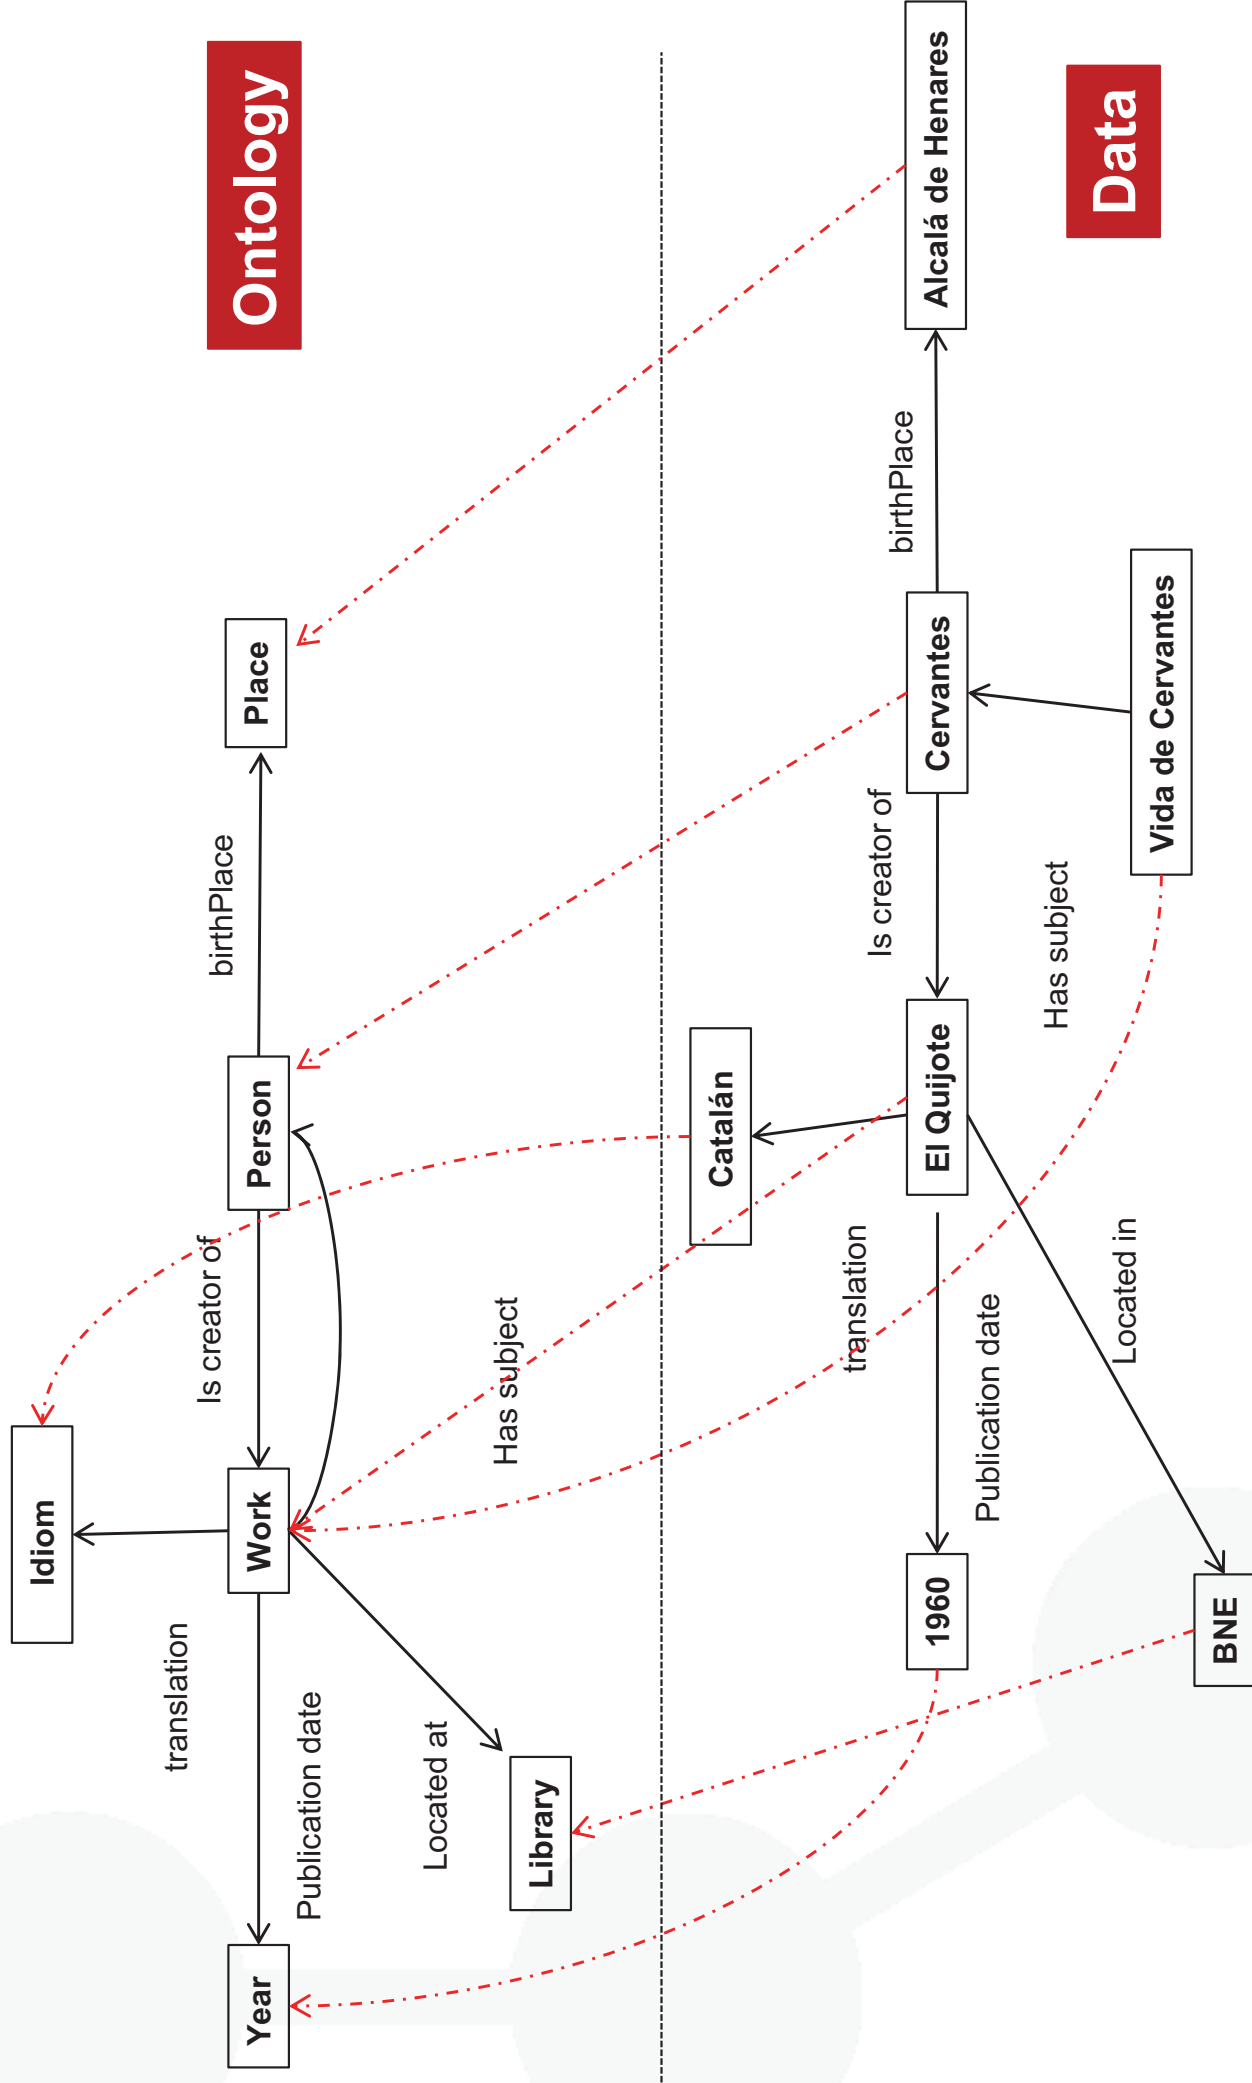 Idiom
translation
Is creator of
birthPlace
Ontology
Year
Work
Person
Place
Publication date
Located at
Has subject
Library
Catalán
translation
Is creator of
birthPlace
1960
El Quijote
Cervantes
Alcalá de Henares
Publication date
Has subject
Data
Located in
Vida de Cervantes
BNE